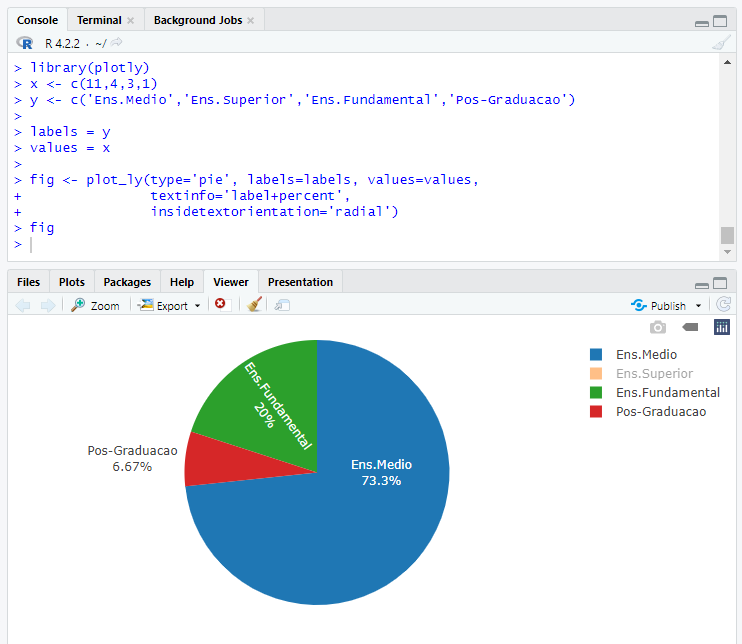 Console Terminal Background Jobs
R R 4.2.2 · ~/
> library(plotly)
> x <- c(11,4,3,1)
> y <- c('Ens.Medio','Ens.Superior','Ens.Fundamental','Pos-Graduacao')
>
> labels = y
> values = x
>
> fig <- plot_ly(type='pie', labels=labels, values=values,
+ textinfo='label+percent',
+ insidetextorientation='radial')
> fig
>
Files Plots Packages Help Viewer Presentation
Zoom Export Publish
Ens.Medio
Ens.Superior
Ens.Fundamental
Pos-Graduacao
Ens.Fundamental
20%
Pos-Graduacao
6.67%
Ens.Medio
73.3%